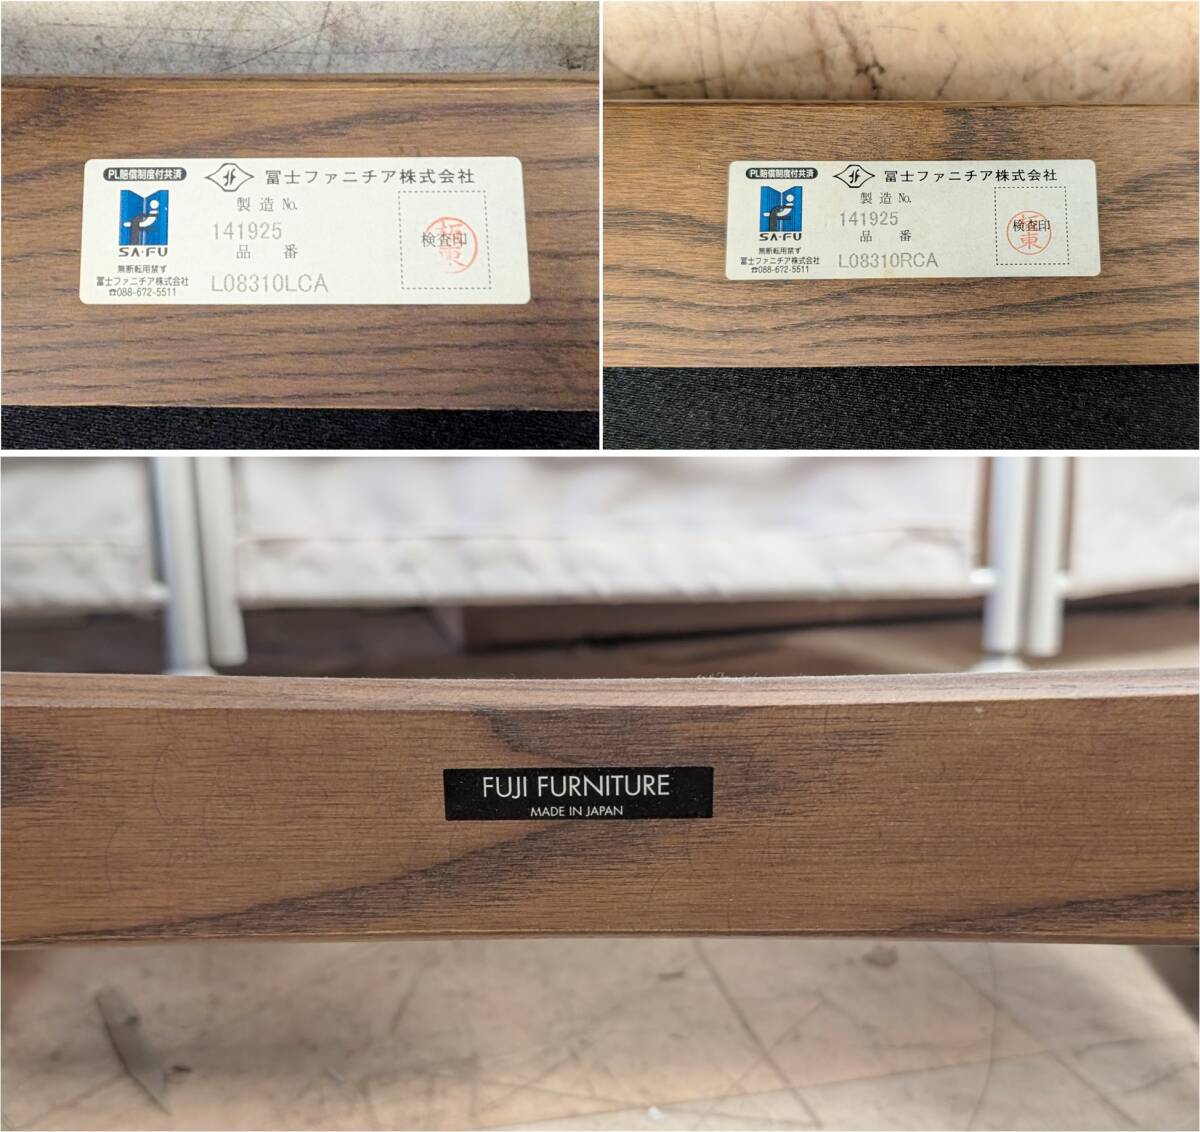 PL賠償制度付共済
冨士ファニチア株式会社
製造 No.
141925
品 番
L08310LCA
検査印
SA・FU
無断転用禁ず
冨士ファニチア株式会社
☎088-672-5511
PL賠償制度付共済
冨士ファニチア株式会社
製造 No.
141925
品 番
L08310RCA
検査印
SA・FU
無断転用禁ず
冨士ファニチア株式会社
☎088-672-5511
FUJI FURNITURE
MADE IN JAPAN